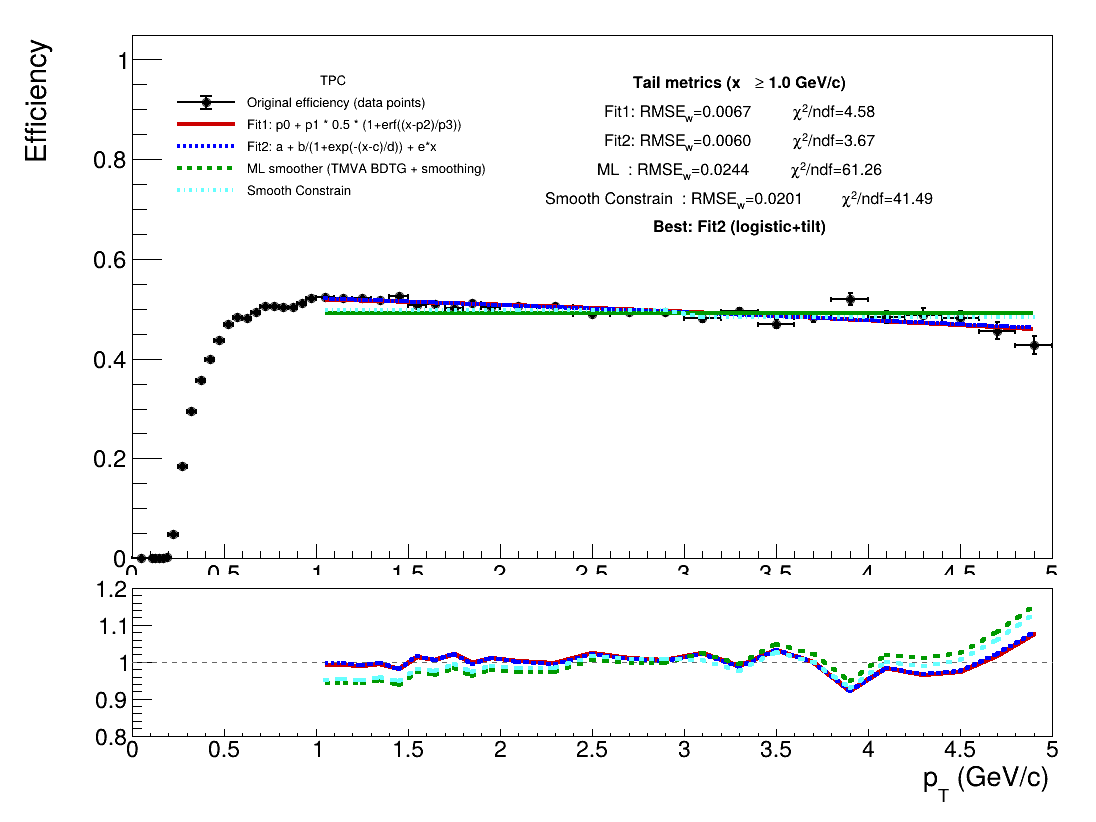 Efficiency
1
0.8
0.6
0.4
0.2
0
TPC
Original efficiency (data points)
Fit1: p0 + p1 * 0.5 * (1+erf((x-p2)/p3))
Fit2: a + b/(1+exp(-(x-c)/d)) + e*x
ML smoother (TMVA BDTG + smoothing)
Smooth Constrain
Tail metrics (x ≥ 1.0 GeV/c)
Fit1: RMSE_w=0.0067 χ²/ndf=4.58
Fit2: RMSE_w=0.0060 χ²/ndf=3.67
ML : RMSE_w=0.0244 χ²/ndf=61.26
Smooth Constrain : RMSE_w=0.0201 χ²/ndf=41.49
Best: Fit2 (logistic+tilt)
0 0.5 1 1.5 2 2.5 3 3.5 4 4.5 5
1.2
1.1
1
0.9
0.8
0 0.5 1 1.5 2 2.5 3 3.5 4 4.5 5
p_T (GeV/c)